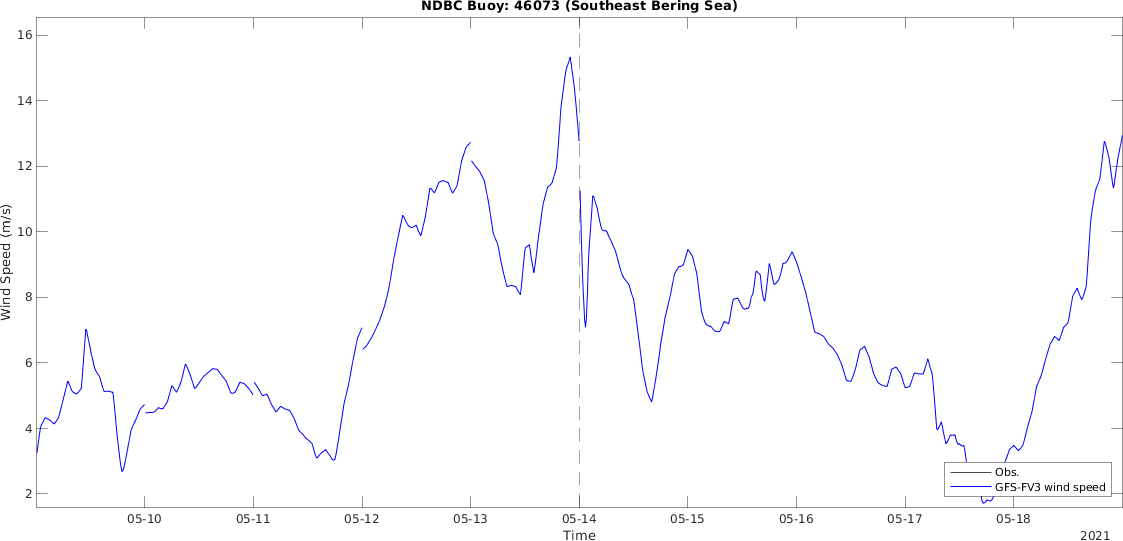 NDBC Buoy: 46073 (Southeast Bering Sea)
16
14
12
10
8
6
4
2
Wind Speed (m/s)
05-10 05-11 05-12 05-13 05-14 05-15 05-16 05-17 05-18
Time
2021
Obs.
GFS-FV3 wind speed